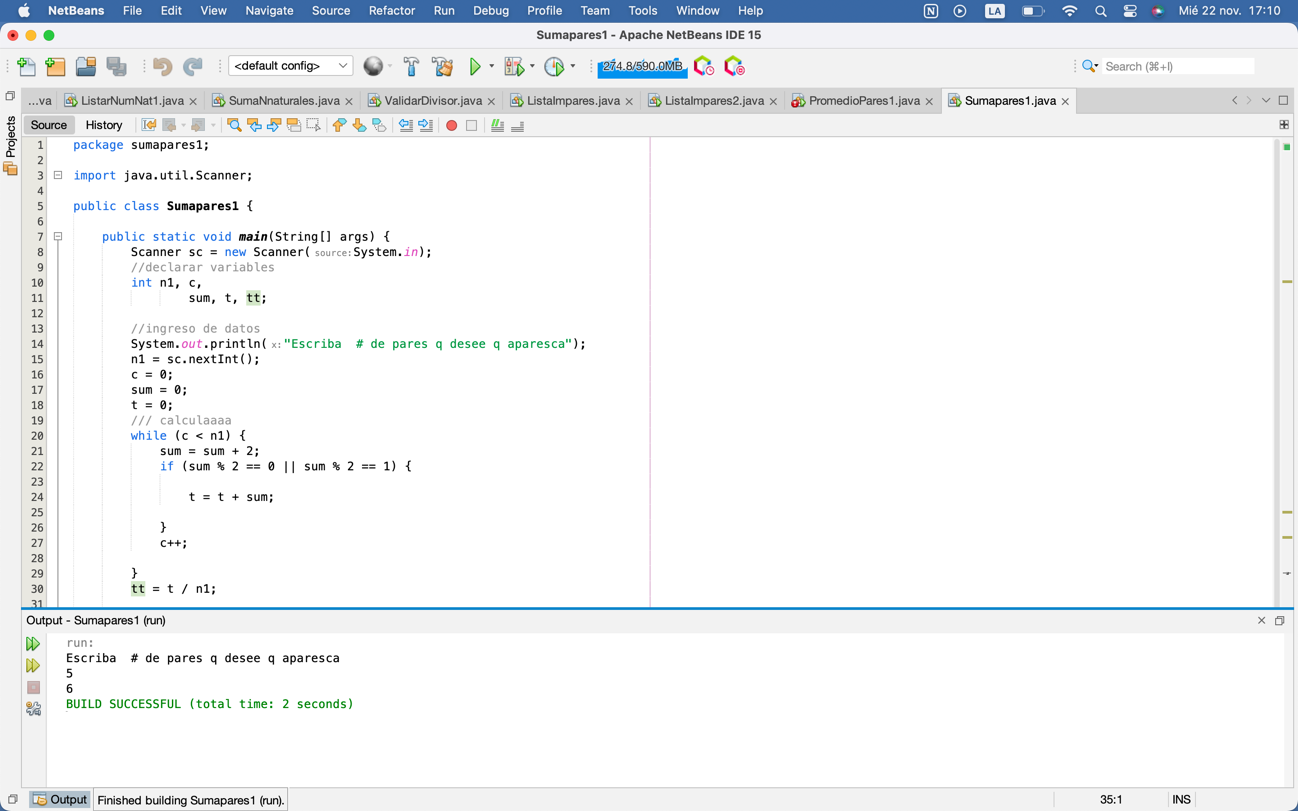 NetBeans File Edit View Navigate Source Refactor Run Debug Profile Team Tools Window Help LA Mié 22 nov. 17:10
Sumapares1 - Apache NetBeans IDE 15
<default config> 274.8/590.0MB Search (⌘+I)
...va ListarNumNat1.java SumaNnaturales.java ValidarDivisor.java ListaImpares.java ListaImpares2.java PromedioPares1.java Sumapares1.java
Projects
Source History
1 package sumapares1;
2
3 import java.util.Scanner;
4
5 public class Sumapares1 {
6
7 public static void main(String[] args) {
8 Scanner sc = new Scanner(source:System.in);
9 //declarar variables
10 int n1, c,
11 sum, t, tt;
12
13 //ingreso de datos
14 System.out.println(x:"Escriba  # de pares q desee q aparesca");
15 n1 = sc.nextInt();
16 c = 0;
17 sum = 0;
18 t = 0;
19 /// calculaaaa
20 while (c < n1) {
21 sum = sum + 2;
22 if (sum % 2 == 0 || sum % 2 == 1) {
23
24 t = t + sum;
25
26 }
27 c++;
28
29 }
30 tt = t / n1;
31
Output - Sumapares1 (run)
run:
Escriba  # de pares q desee q aparesca
5
6
BUILD SUCCESSFUL (total time: 2 seconds)
Output Finished building Sumapares1 (run). 35:1 INS